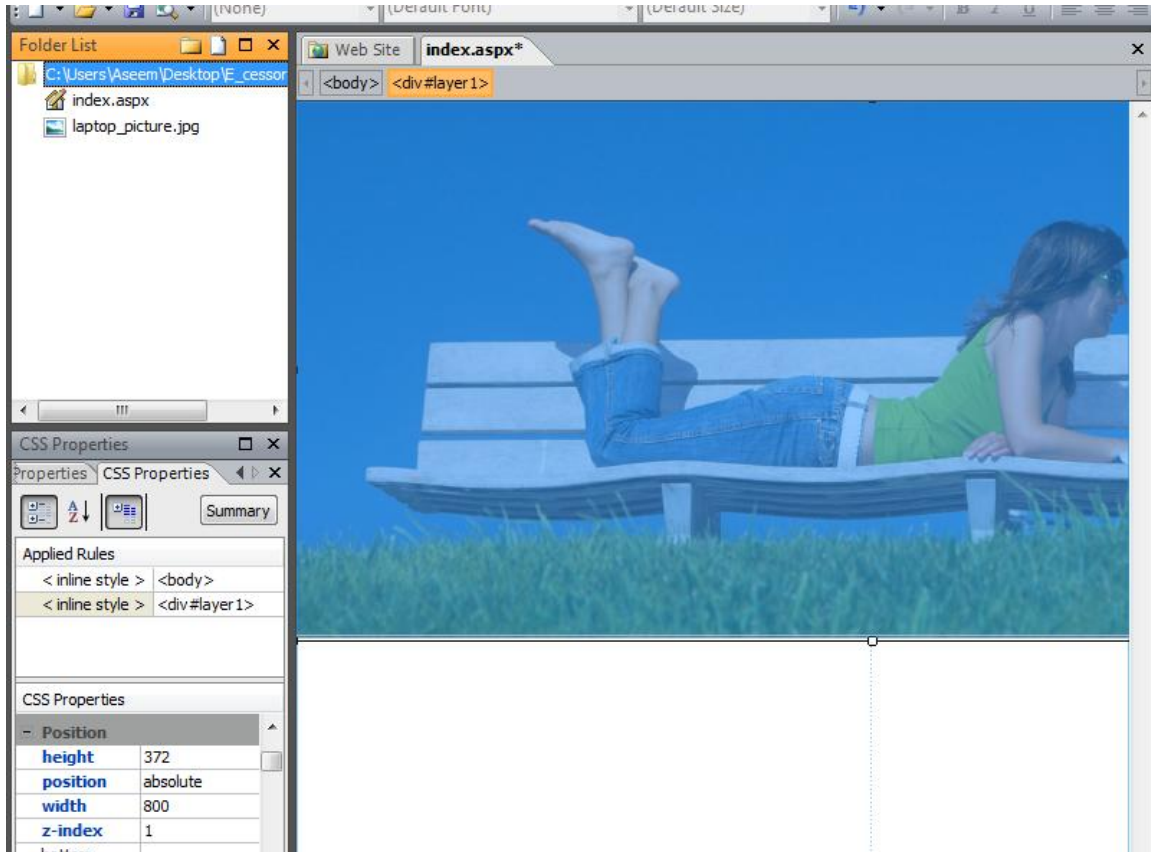 (None) (Default Font) (Default Size) B I U
Folder List
C:\Users\Aseem\Desktop\E_cessor
index.aspx
laptop_picture.jpg
Web Site index.aspx*
<body> <div#layer1>
CSS Properties
Properties CSS Properties
A Z Summary
Applied Rules
< inline style > <body>
< inline style > <div#layer1>
CSS Properties
Position
height 372
position absolute
width 800
z-index 1